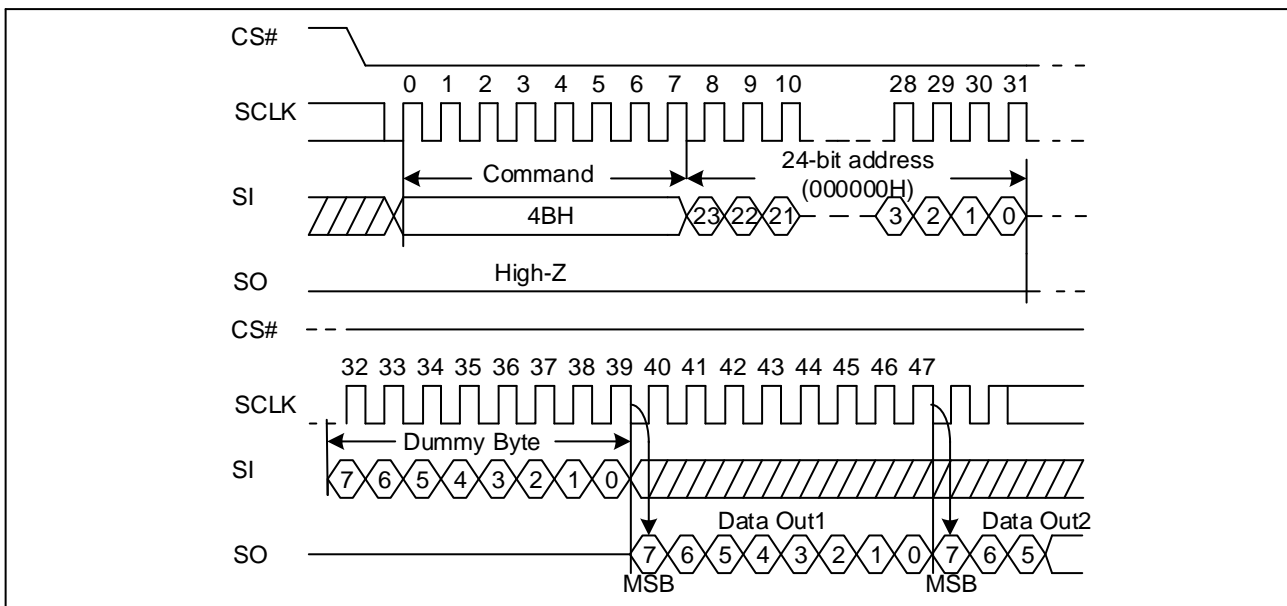 CS#
0 1 2 3 4 5 6 7 8 9 10 28 29 30 31
SCLK
Command 24-bit address
(000000H)
SI
4BH 23 22 21 3 2 1 0
High-Z
SO
CS#
32 33 34 35 36 37 38 39 40 41 42 43 44 45 46 47
SCLK
Dummy Byte
SI
7 6 5 4 3 2 1 0
Data Out1 Data Out2
SO
7 6 5 4 3 2 1 0 7 6 5
MSB MSB